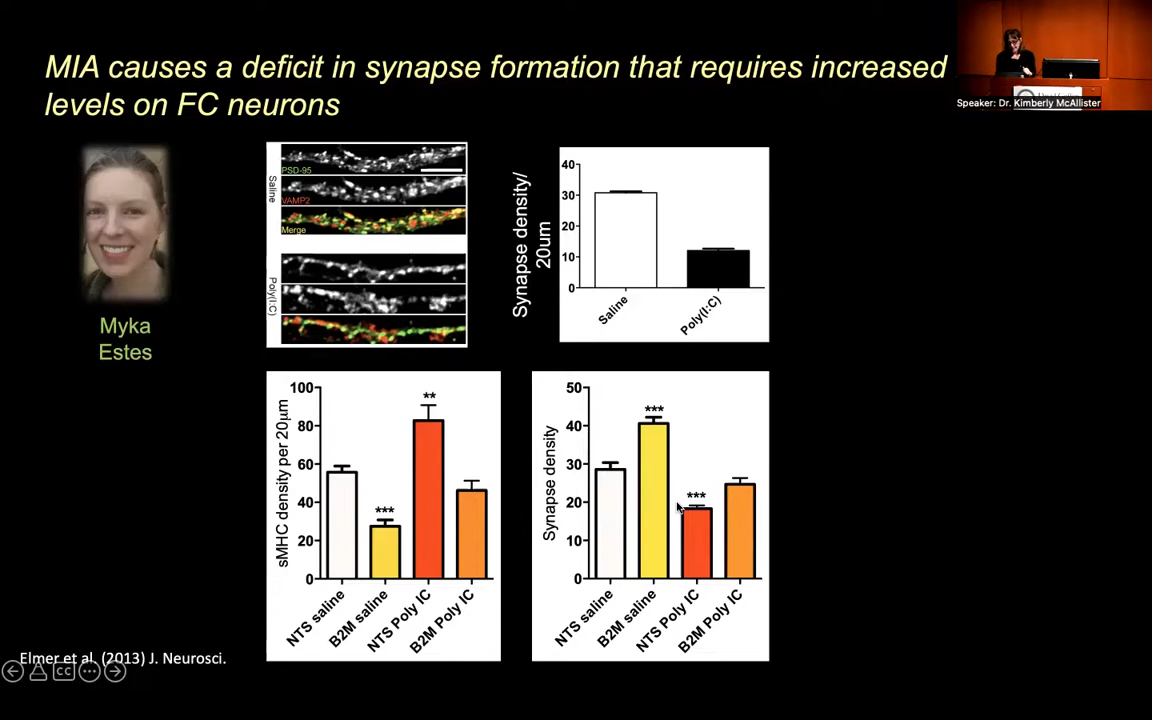 MIA causes a deficit in synapse formation that requires increased
levels on FC neurons
Speaker: Dr. Kimberly McAllister
Myka
Estes
Saline
PSD-95
VAMP2
Merge
Poly(I:C)
Synapse density/
20um
40
30
20
10
0
Saline
Poly(I:C)
sMHC density per 20μm
100
80
60
40
20
0
**
***
NTS saline
B2M saline
NTS Poly IC
B2M Poly IC
Synapse density
50
40
30
20
10
0
***
***
NTS saline
B2M saline
NTS Poly IC
B2M Poly IC
Elmer et al. (2013) J. Neurosci.
CC